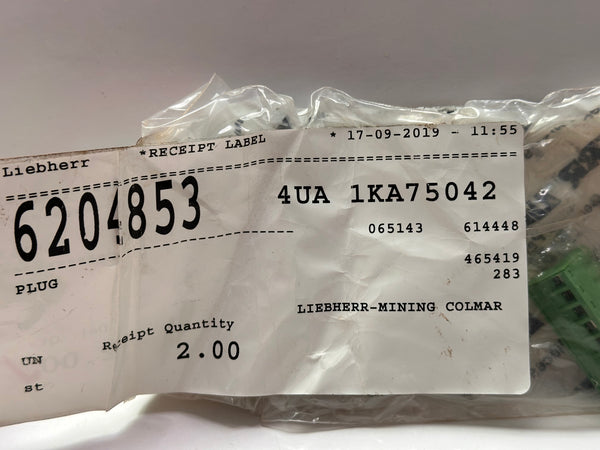 Liebherr *RECEIPT LABEL * 17-09-2019 - 11:55
6204853 4UA 1KA75042
065143 614448
465419
283
PLUG
LIEBHERR-MINING COLMAR
Receipt Quantity
UN 2.00
st